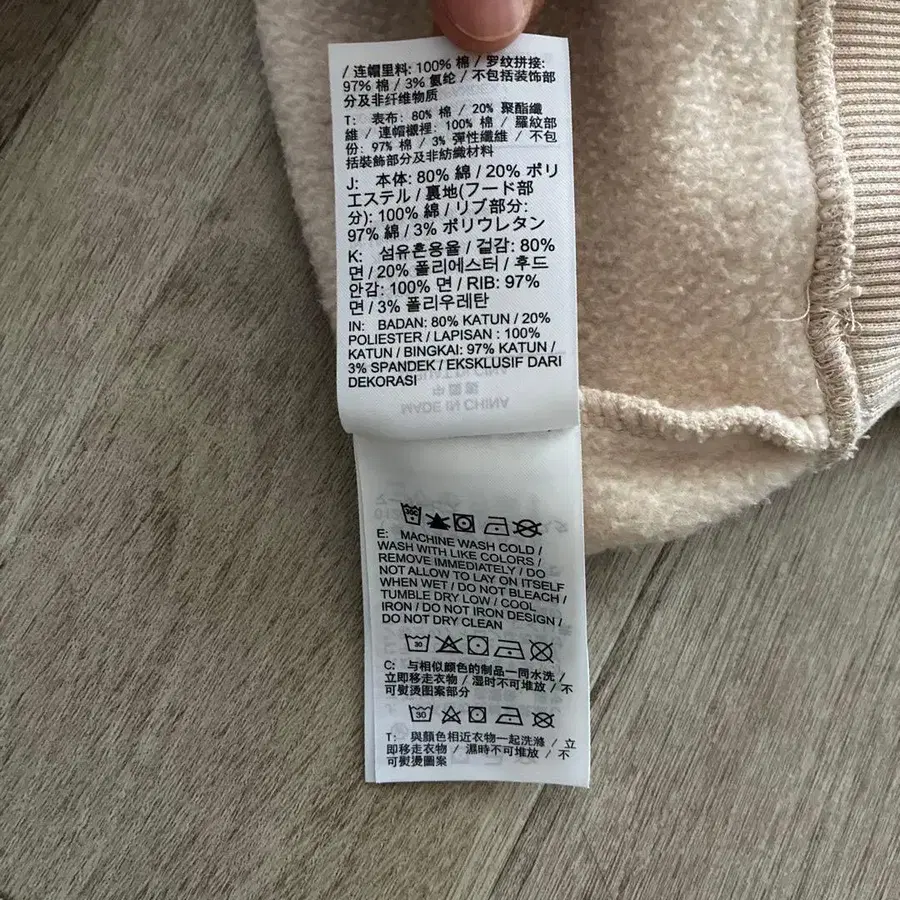 / 连帽里料: 100% 棉 / 罗纹拼接:
97% 棉 / 3% 氨纶 / 不包括装饰部
分及非纤维物质
T: 表布: 80% 棉 / 20% 聚酯纖
維 / 連帽襯裡: 100% 棉 / 羅紋部
份: 97% 棉 / 3% 彈性纖維 / 不包
括裝飾部分及非紡織材料
J: 本体: 80% 綿 / 20% ポリ
エステル / 裏地(フード部
分): 100% 綿 / リブ部分:
97% 綿 / 3% ポリウレタン
K: 섬유혼용율 / 겉감: 80%
면 / 20% 폴리에스터 / 후드
안감: 100% 면 / RIB: 97%
면 / 3% 폴리우레탄
IN: BADAN: 80% KATUN / 20%
POLIESTER / LAPISAN : 100%
KATUN / BINGKAI: 97% KATUN /
3% SPANDEK / EKSKLUSIF DARI
DEKORASI
中國製
MADE IN CHINA
30C
E: MACHINE WASH COLD /
WASH WITH LIKE COLORS /
REMOVE IMMEDIATELY / DO
NOT ALLOW TO LAY ON ITSELF
WHEN WET / DO NOT BLEACH /
TUMBLE DRY LOW / COOL
IRON / DO NOT IRON DESIGN /
DO NOT DRY CLEAN
30
C: 与相似颜色的制品一同水洗 /
立即移走衣物 / 湿时不可堆放 / 不
可熨烫图案部分
30
T: 與顏色相近衣物一起洗滌 / 立
即移走衣物 / 濕時不可堆放 / 不
可熨燙圖案